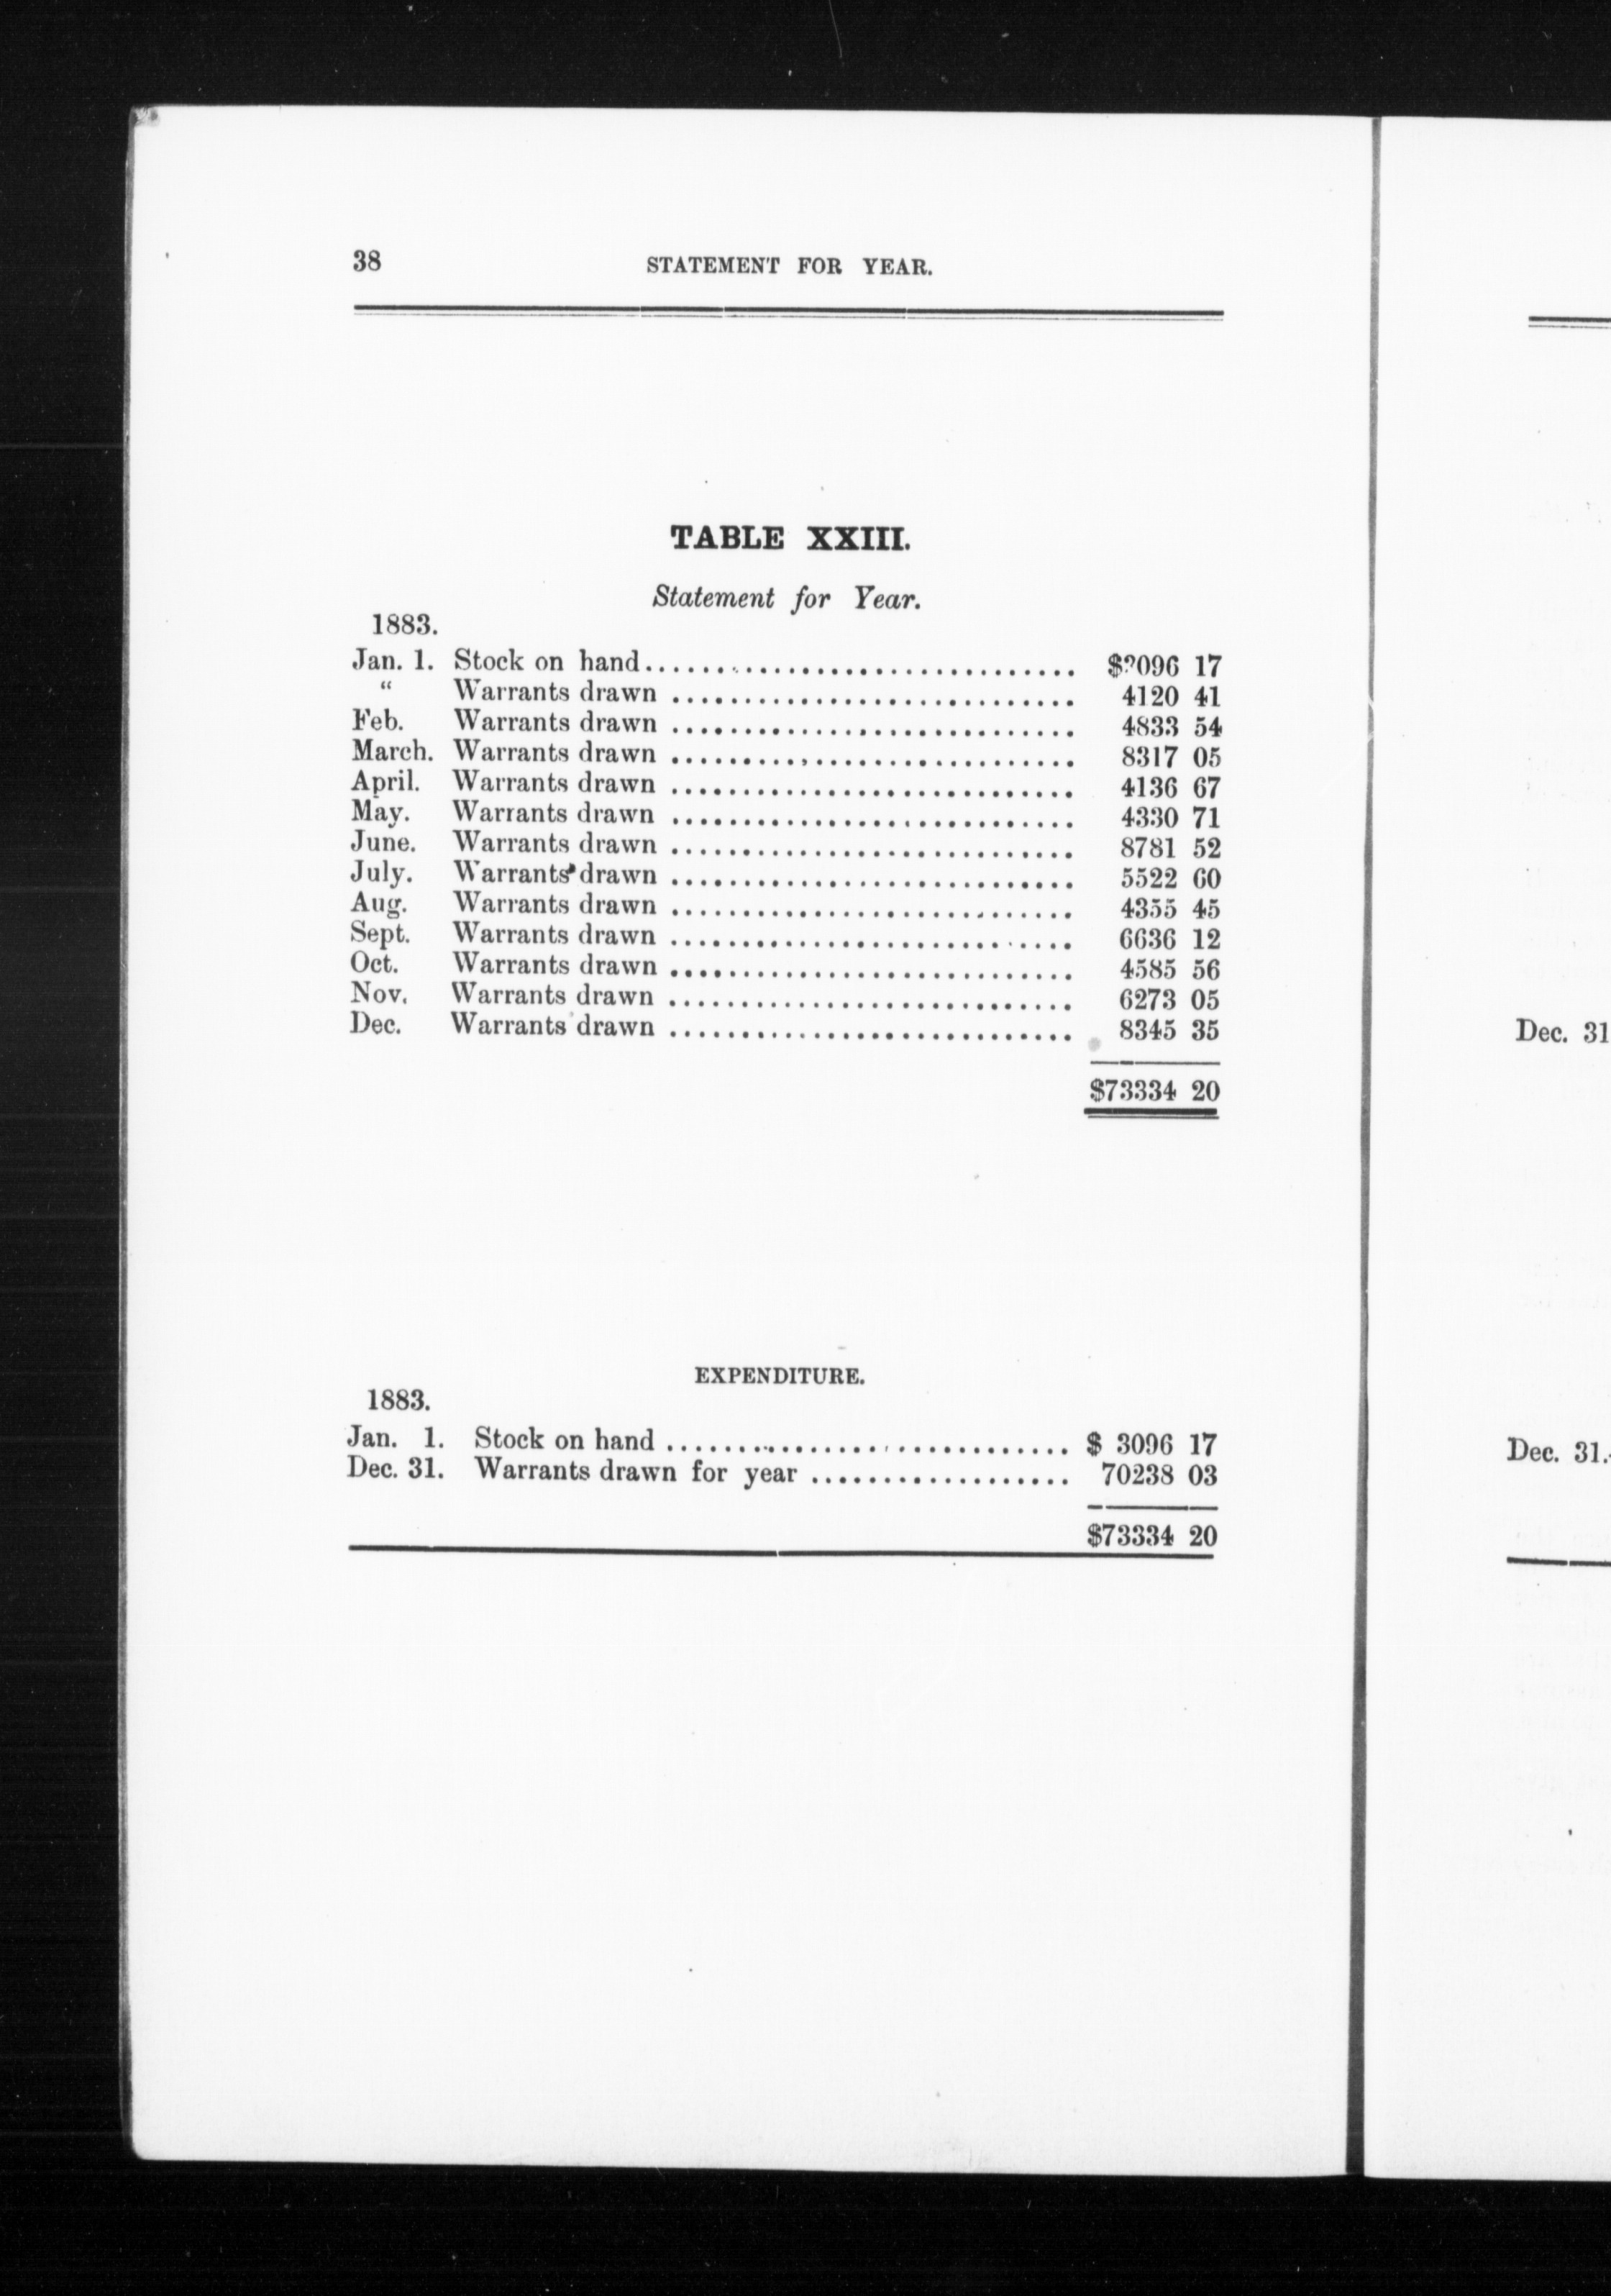 38 STATEMENT FOR YEAR.
TABLE XXIII.
Statement for Year.
1883.
Jan. 1. Stock on hand.............................. $3096 17
“ Warrants drawn ............................ 4120 41
Feb. Warrants drawn ............................ 4833 54
March. Warrants drawn ............................ 8317 05
April. Warrants drawn ............................ 4136 67
May. Warrants drawn ............................ 4330 71
June. Warrants drawn ............................ 8781 52
July. Warrants drawn ............................ 5522 60
Aug. Warrants drawn ............................ 4355 45
Sept. Warrants drawn ............................ 6636 12
Oct. Warrants drawn ............................ 4585 56
Nov. Warrants drawn ............................ 6273 05
Dec. Warrants drawn ............................ 8345 35
$73334 20
EXPENDITURE.
1883.
Jan. 1. Stock on hand ............................ $ 3096 17
Dec. 31. Warrants drawn for year .................. 70238 03
$73334 20
Dec. 31
Dec. 31.